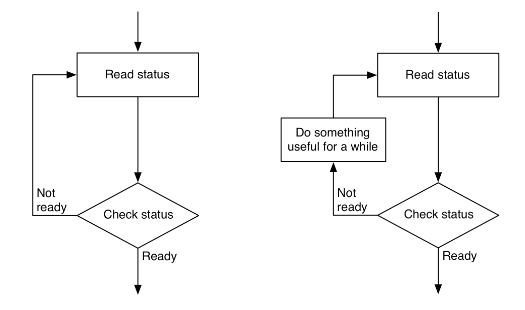 Read status
Not
ready
Check status
Ready
Read status
Do something
useful for a while
Not
ready
Check status
Ready